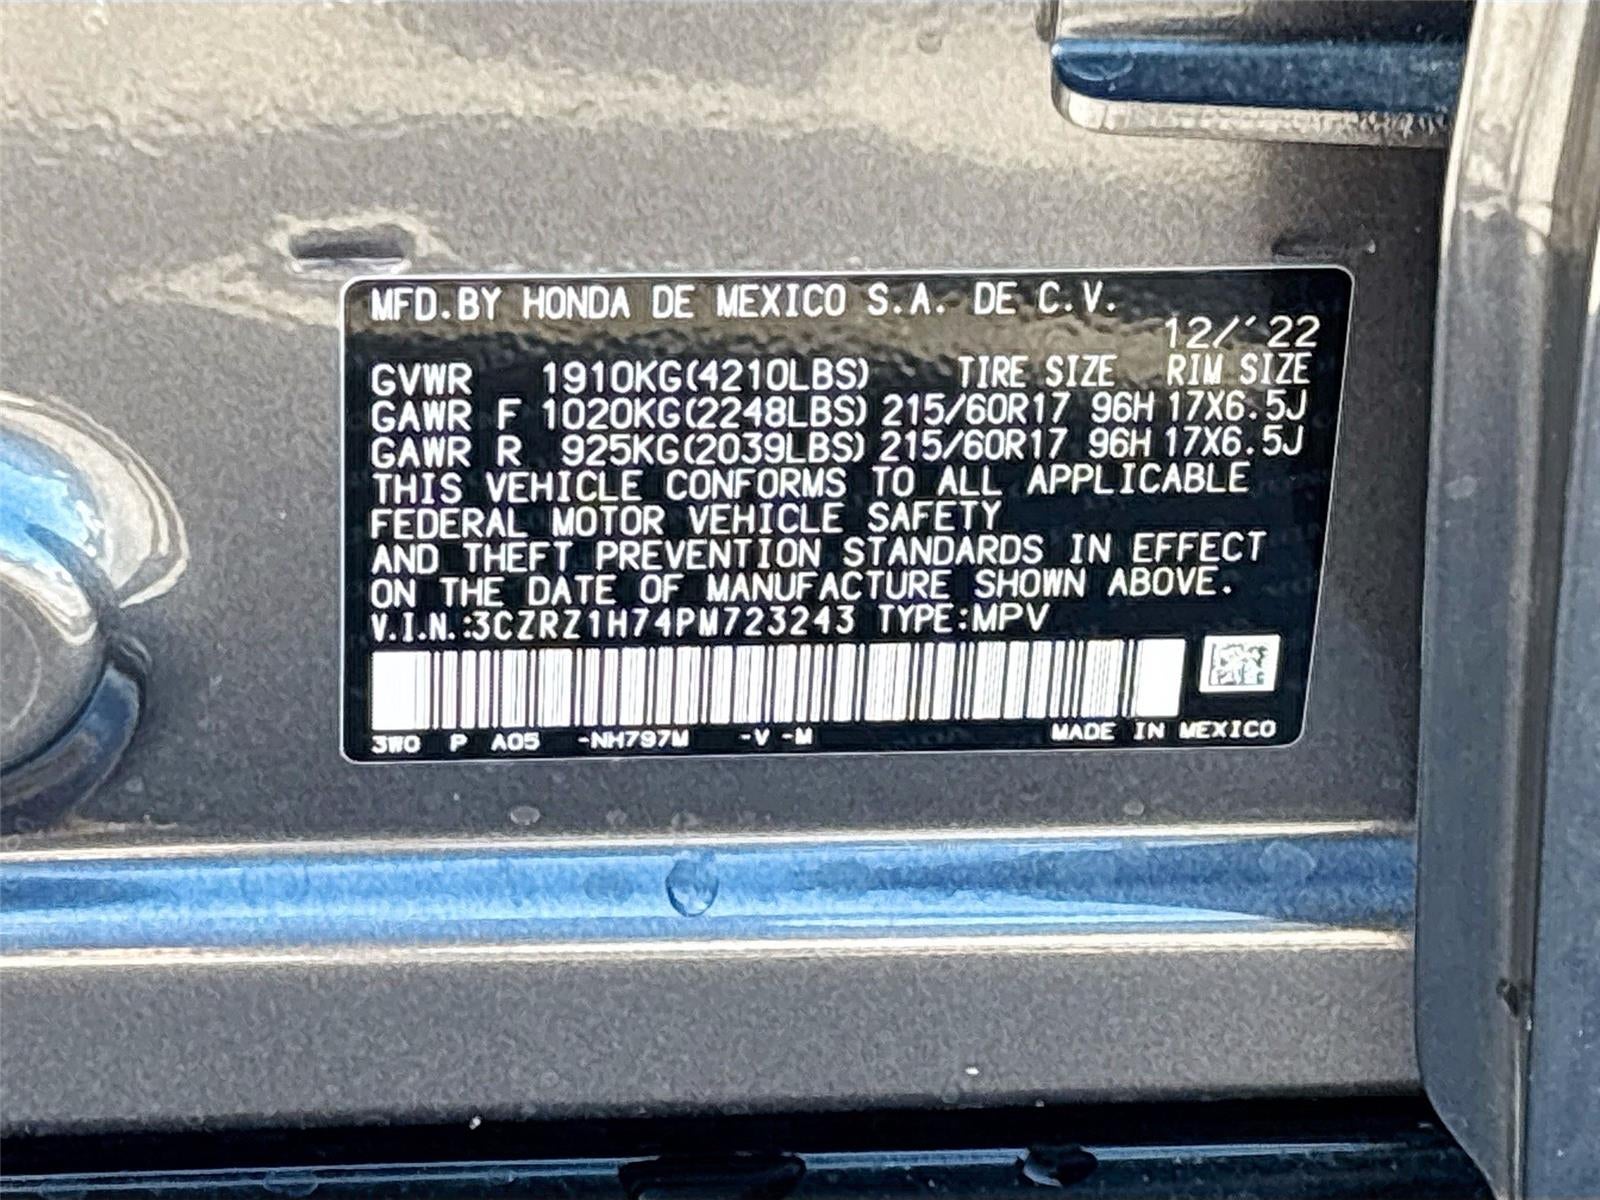 MFD.BY HONDA DE MEXICO S.A. DE C.V.
12/´22
GVWR 1910KG(4210LBS) TIRE SIZE RIM SIZE
GAWR F 1020KG(2248LBS) 215/60R17 96H 17X6.5J
GAWR R 925KG(2039LBS) 215/60R17 96H 17X6.5J
THIS VEHICLE CONFORMS TO ALL APPLICABLE
FEDERAL MOTOR VEHICLE SAFETY
AND THEFT PREVENTION STANDARDS IN EFFECT
ON THE DATE OF MANUFACTURE SHOWN ABOVE.
V.I.N.:3CZRZ1H74PM723243 TYPE:MPV
3W0 P A05 -NH797M -V -M MADE IN MEXICO